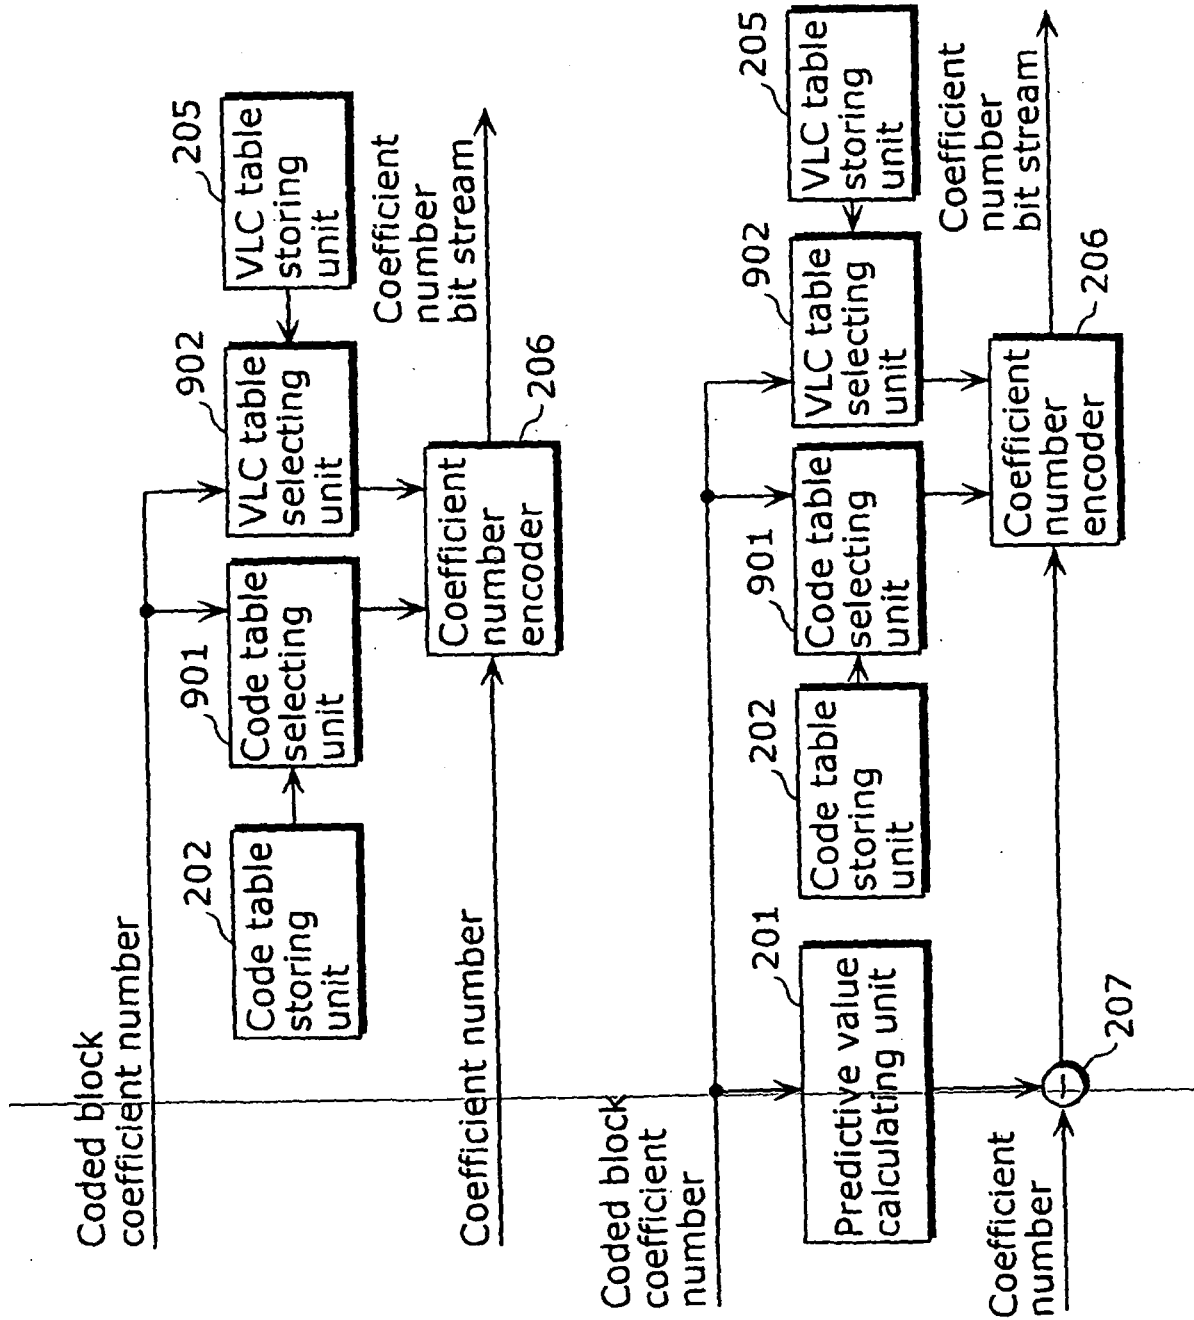 Coded block
coefficient number
202
Code table
storing
unit
901
Code table
selecting
unit
902
VLC table
selecting
unit
205
VLC table
storing
unit
Coefficient number
Coefficient
number
encoder
206
Coefficient
number
bit stream
Coded block
coefficient
number
201
Predictive value
calculating unit
202
Code table
storing
unit
901
Code table
selecting
unit
902
VLC table
selecting
unit
205
VLC table
storing
unit
Coefficient
number
207
Coefficient
number
encoder
206
Coefficient
number
bit stream